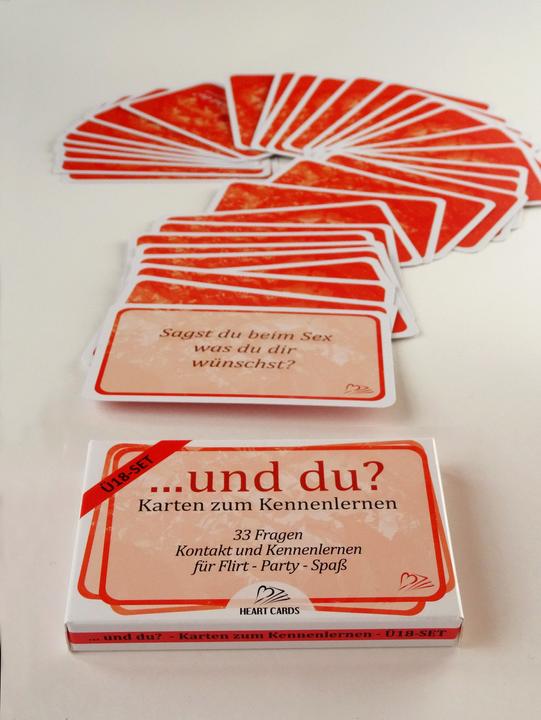 Sagst du beim Sex
was du dir
wünschst?
Ü18-SET
...und du?
Karten zum Kennenlernen
33 Fragen
Kontakt und Kennenlernen
für Flirt - Party - Spaß
HEART CARDS
... und du? - Karten zum Kennenlernen - Ü18-SET